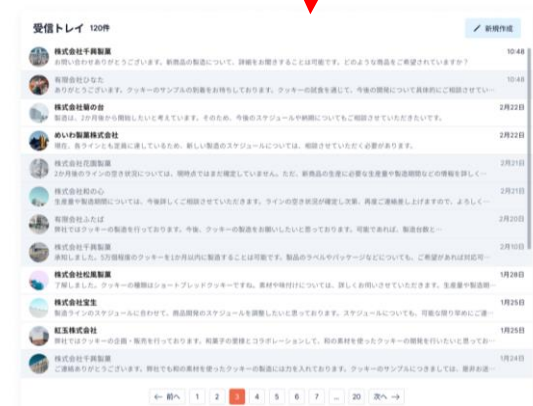 受信トレイ 120件
新規作成
株式会社千興製菓 10:48
お問い合わせありがとうございます。新商品の製造について、詳細をお聞きすることは可能です。どのような商品をご希望されていますか？
有限会社ひなた 10:48
ありがとうございます。クッキーのサンプルの到着をお待ちしております。クッキーの試食を通じて、今後の開発について具体的にご相談させてい…
株式会社菊の台 2月22日
製造は、2か月後から開始したいと考えています。そのため、今後のスケジュールや納期についてもご相談させていただきたいです。
めいわ製菓株式会社 2月22日
現在、各ラインとも定員に達しているため、新しい製造のスケジュールについては、相談させていただく必要があります。
株式会社花園製菓 2月21日
2か月後のラインの空き状況については、現時点ではまだ確定していません。ただ、新商品の生産に必要な生産量や製造期間などの情報を詳しく…
株式会社和の心 2月21日
生産量や製造期間については、今後詳しくご相談させていただきます。ラインの空き状況が確定し次第、再度ご連絡差し上げますので、よろしく…
有限会社ふたば 2月20日
弊社ではクッキーの製造を行っております。今後、クッキーの製造をお願いしたいと思っております。可能であれば、製造台数と…
株式会社千興製菓 2月10日
承知しました。5万個程度のクッキーを1か月以内に製造することは可能です。製品のラベルやパッケージなどについても、ご希望があれば対応可…
株式会社松風製菓 1月28日
了解しました。クッキーの種類はショートブレッドクッキーですね。素材や味付けについては、詳しくお伺いさせていただきます。生産量や製造期…
株式会社宝生 1月25日
製造ラインのスケジュールに合わせて、商品開発のスケジュールを調整したいと思っております。スケジュールについても、可能な限り早めにご連…
紅玉株式会社 1月25日
弊社ではクッキーの企画・販売を行っております。和菓子の業種とコラボレーションして、和の素材を使ったクッキーの開発を行いたいと思ってお…
株式会社千興製菓 1月24日
ご連絡ありがとうございます。弊社でも和の素材を使ったクッキーの製造には力を入れております。クッキーのサンプルにつきましては、是非お送…
← 前へ 1 2 3 4 5 6 7 … 20 次へ →